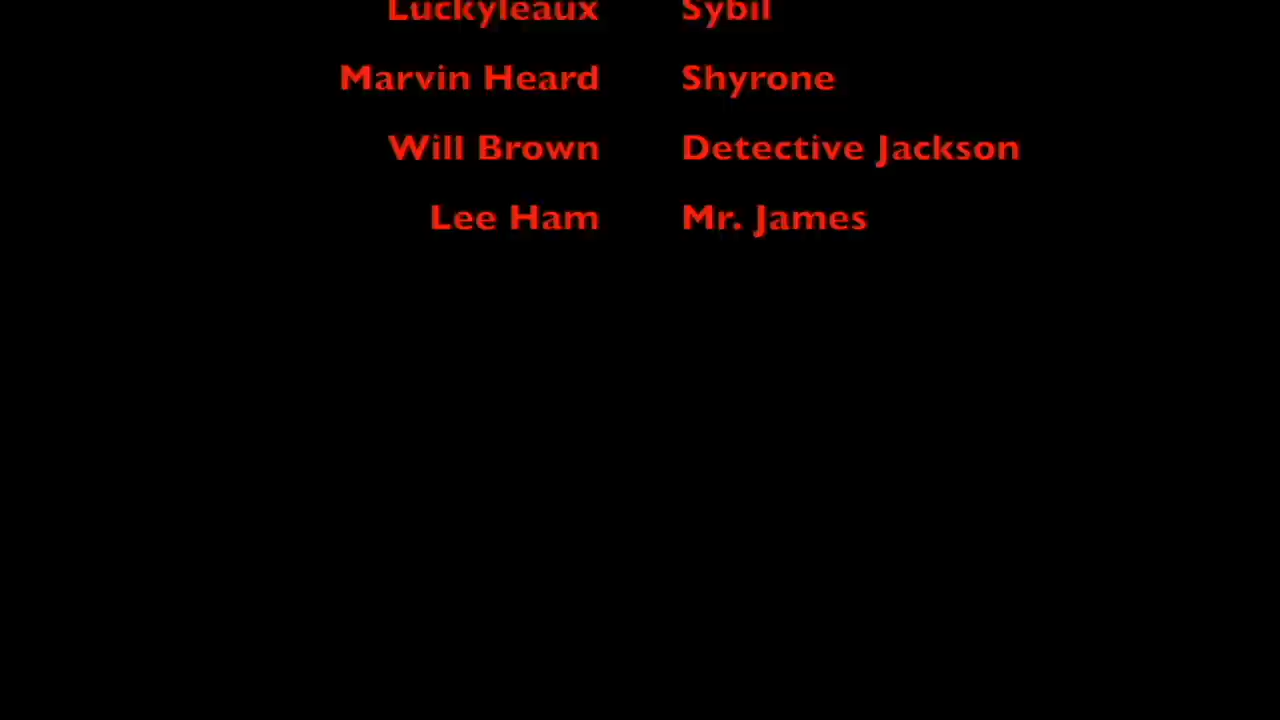 Luckyleaux Sybil
Marvin Heard Shyrone
Will Brown Detective Jackson
Lee Ham Mr. James